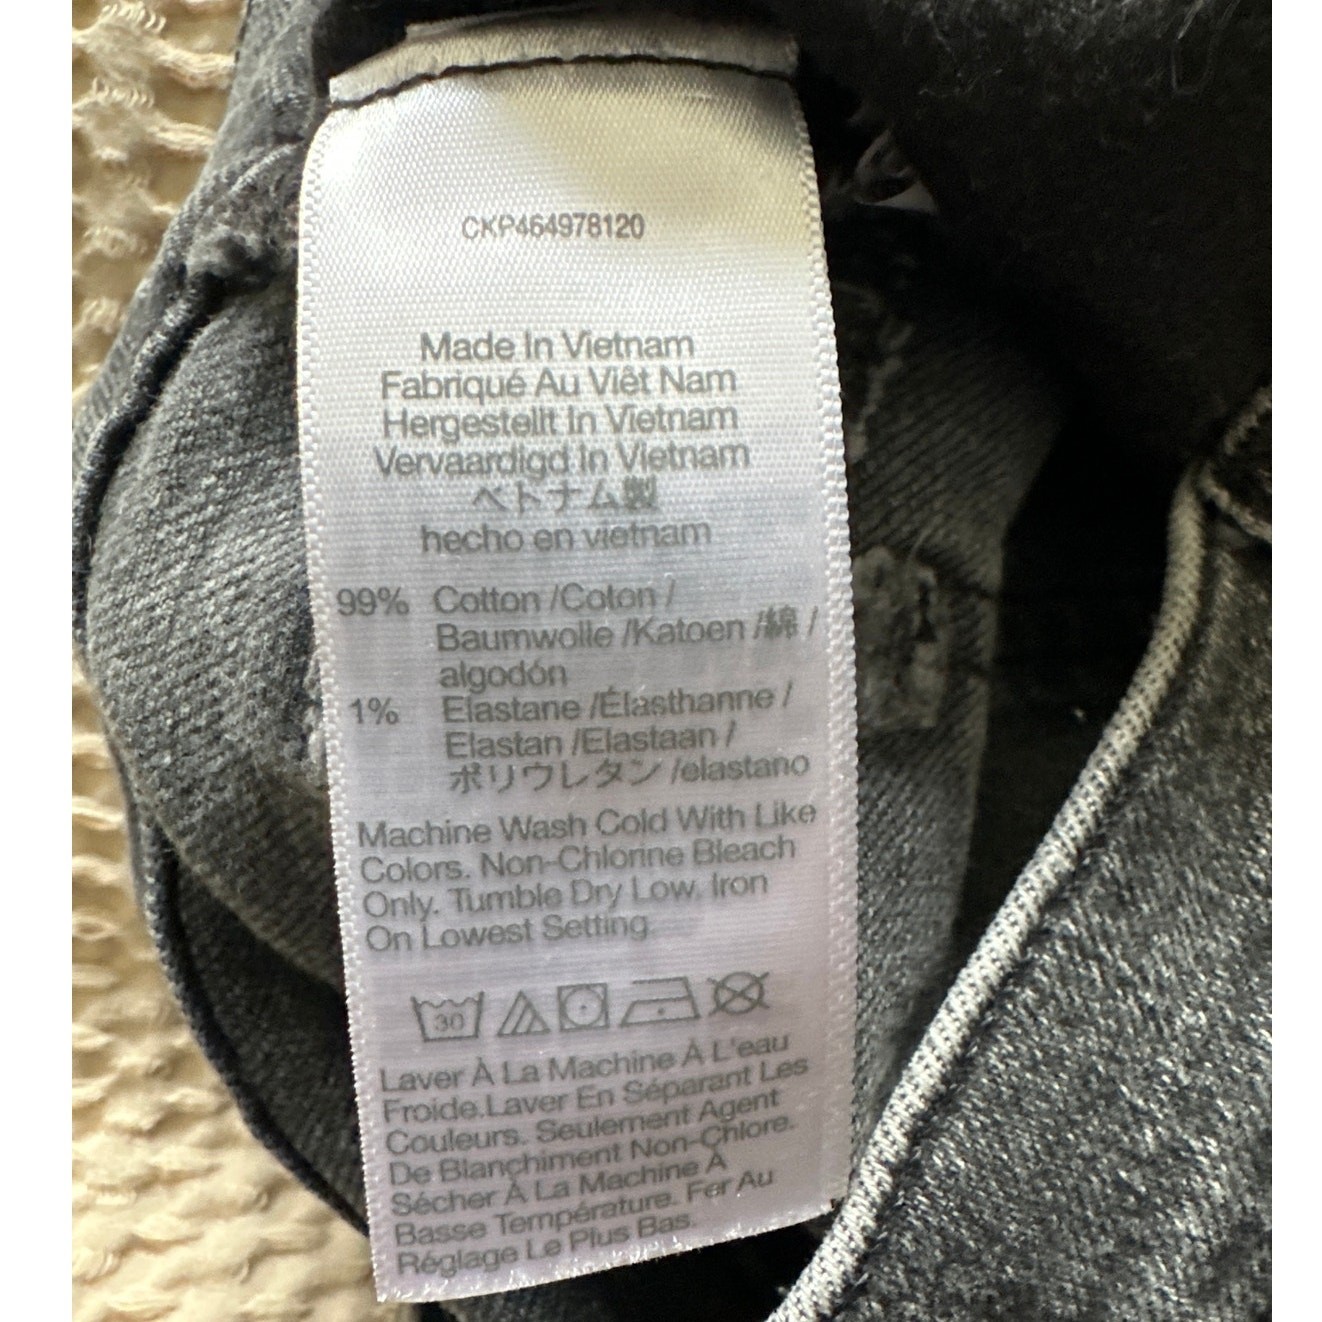 CKP464978120
Made In Vietnam
Fabriqué Au Viêt Nam
Hergestellt In Vietnam
Vervaardigd In Vietnam
ベトナム製
hecho en vietnam
99% Cotton /Coton /
Baumwolle /Katoen /綿 /
algodón
1% Elastane /Élasthanne /
Elastan /Elastaan /
ポリウレタン /elastano
Machine Wash Cold With Like
Colors. Non-Chlorine Bleach
Only. Tumble Dry Low. Iron
On Lowest Setting.
30
Laver À La Machine À L'eau
Froide.Laver En Séparant Les
Couleurs. Seulement Agent
De Blanchiment Non-Chlore.
Sécher À La Machine À
Basse Température. Fer Au
Réglage Le Plus Bas.